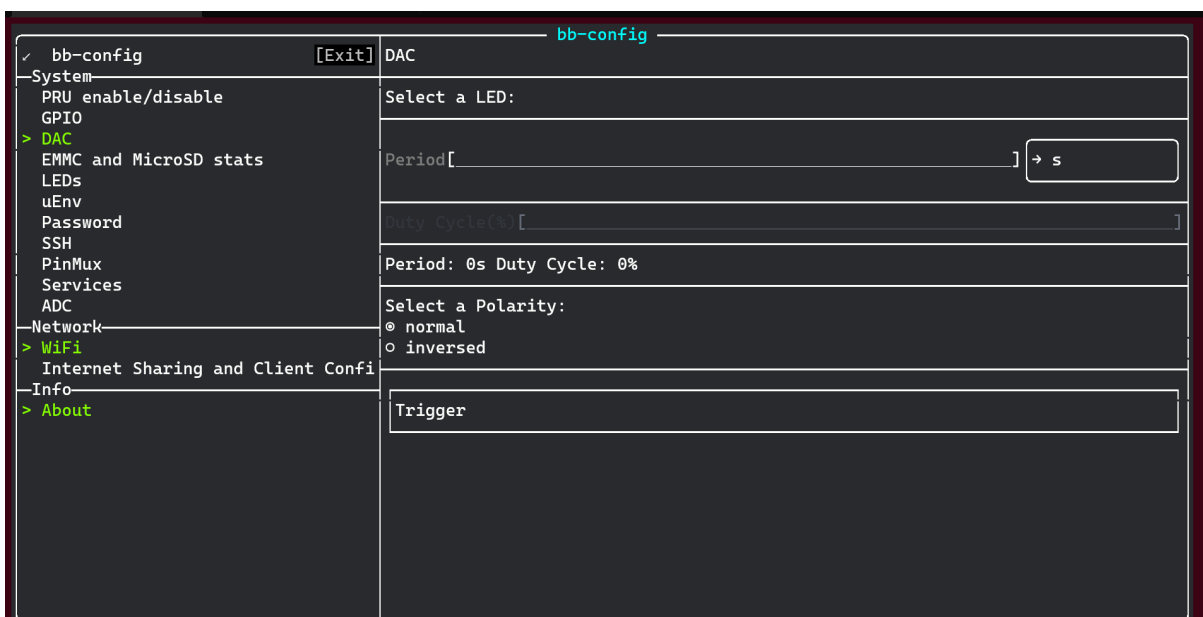 bb-config
✓ bb-config [Exit]
System
PRU enable/disable
GPIO
> DAC
EMMC and MicroSD stats
LEDs
uEnv
Password
SSH
PinMux
Services
ADC
Network
> WiFi
Internet Sharing and Client Confi
Info
> About
DAC
Select a LED:
Period[ ] → s
Duty Cycle(%)[ ]
Period: 0s Duty Cycle: 0%
Select a Polarity:
◉ normal
○ inversed
Trigger